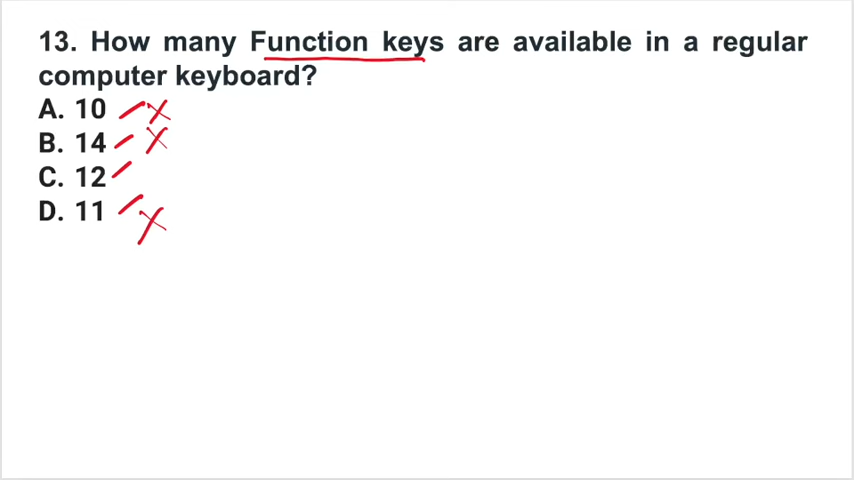 13. How many Function keys are available in a regular
computer keyboard?
A. 10
B. 14
C. 12
D. 11